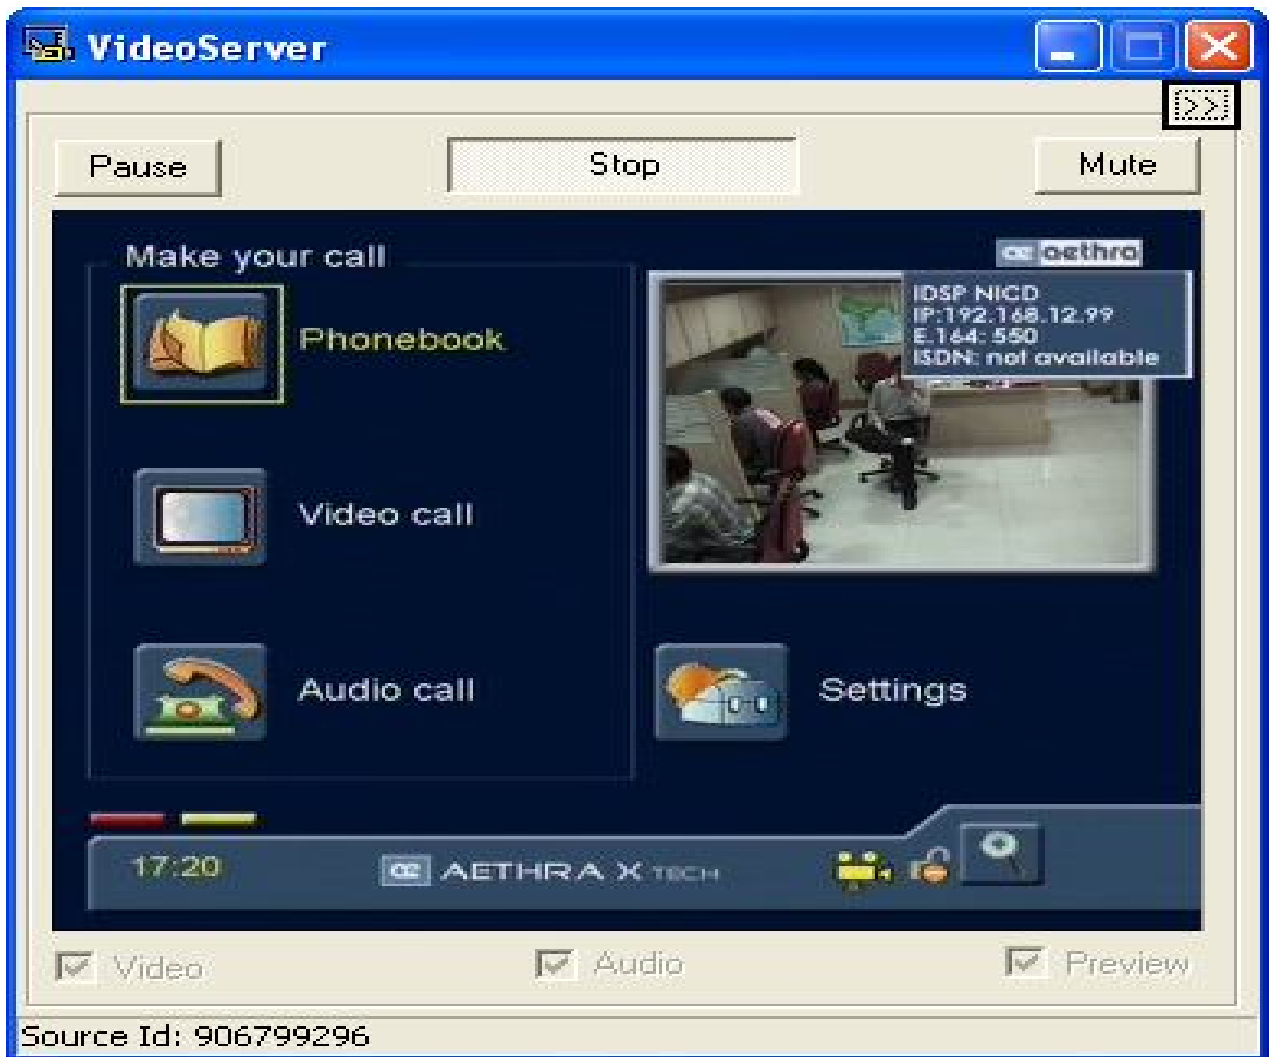 VideoServer
>>
Pause
Stop
Mute
Make your call
aethra
IDSP NICD
IP:192.168.12.99
E.164: 550
ISDN: not available
Phonebook
Video call
Audio call
Settings
17:20
AETHRA X TECH
Video
Audio
Preview
Source Id: 906799296